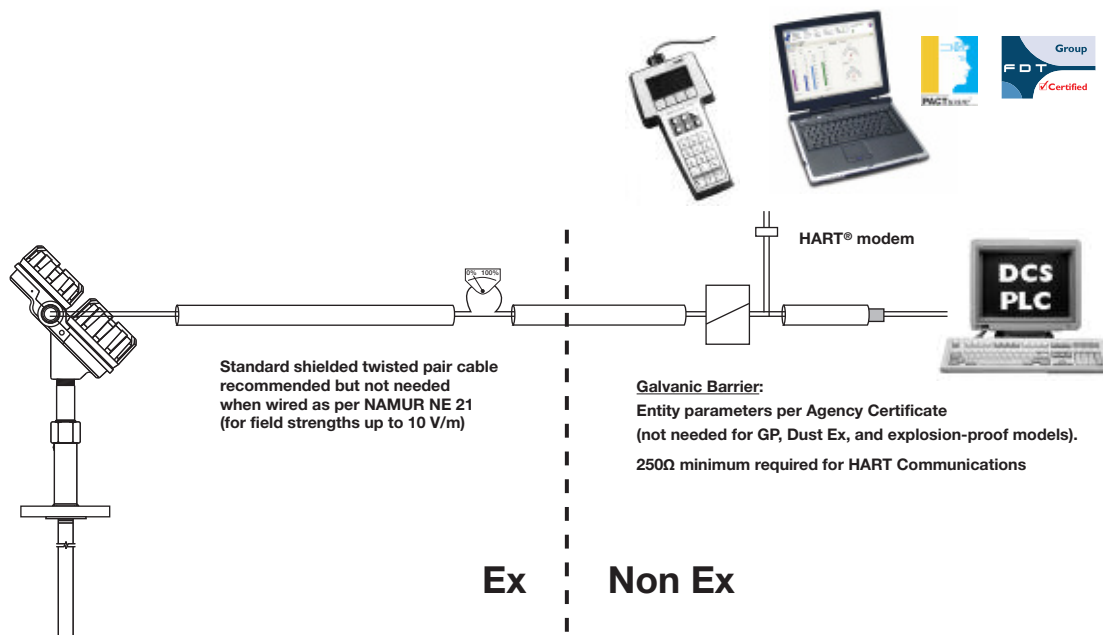 PACTware
Group
FDT
Certified
HART® modem
0% 100%
DCS
PLC
Standard shielded twisted pair cable
recommended but not needed
when wired as per NAMUR NE 21
(for field strengths up to 10 V/m)
Galvanic Barrier:
Entity parameters per Agency Certificate
(not needed for GP, Dust Ex, and explosion-proof models).
250Ω minimum required for HART Communications
Ex
Non Ex